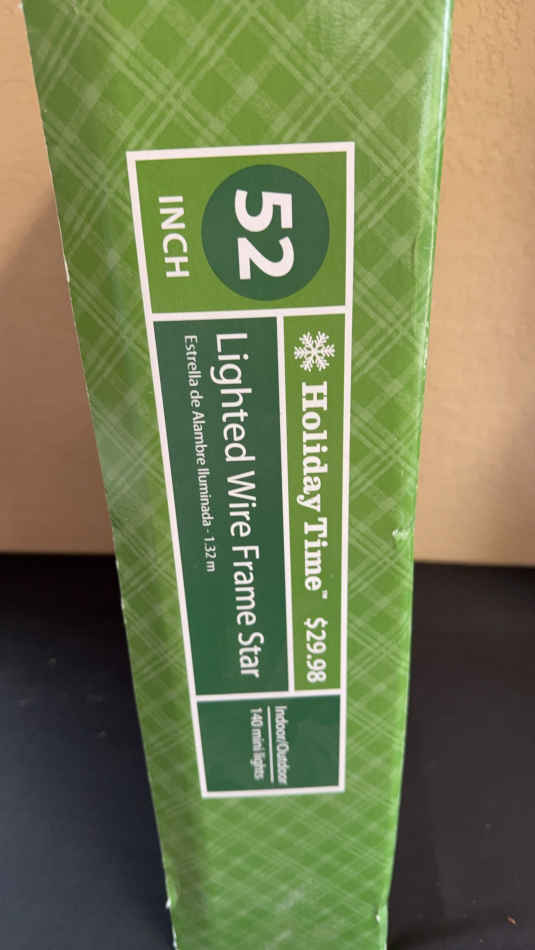 52
INCH
Holiday Time™ $29.98
Lighted Wire Frame Star
Estrella de Alambre Iluminada - 1.32 m
Indoor/Outdoor
140 mini lights